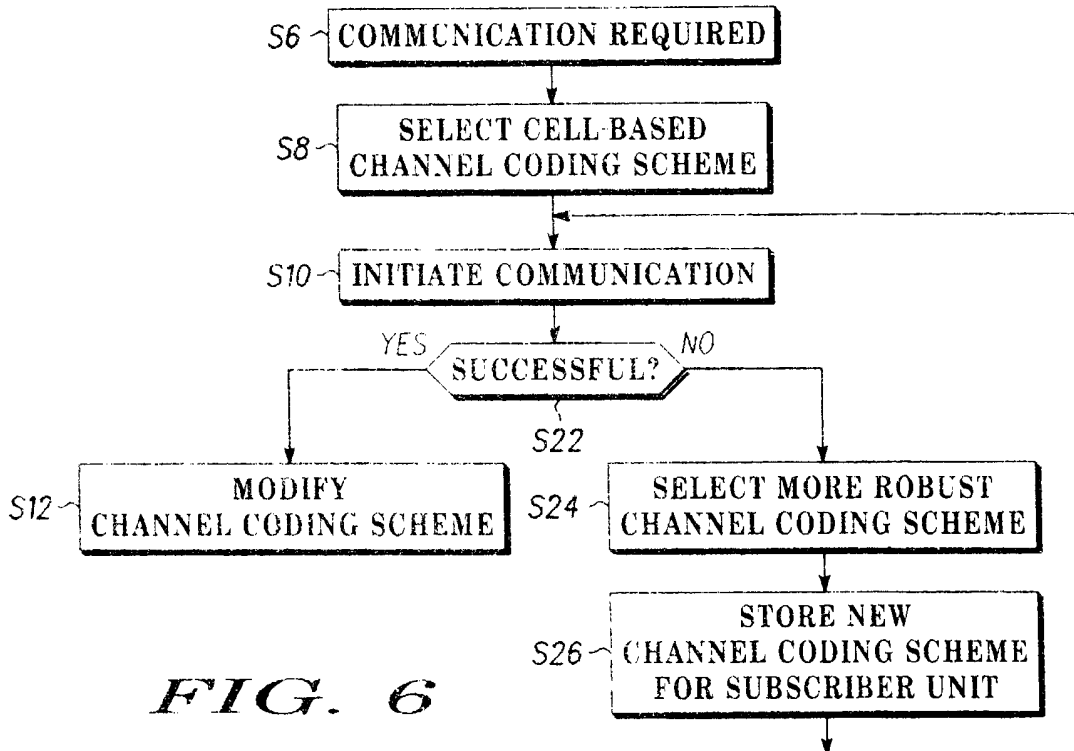 S6 COMMUNICATION REQUIRED
S8
SELECT CELL-BASED
CHANNEL CODING SCHEME
S10 INITIATE COMMUNICATION
YES
SUCCESSFUL?
NO
S22
S12
MODIFY
CHANNEL CODING SCHEME
S24
SELECT MORE ROBUST
CHANNEL CODING SCHEME
S26
STORE NEW
CHANNEL CODING SCHEME
FOR SUBSCRIBER UNIT
FIG. 6